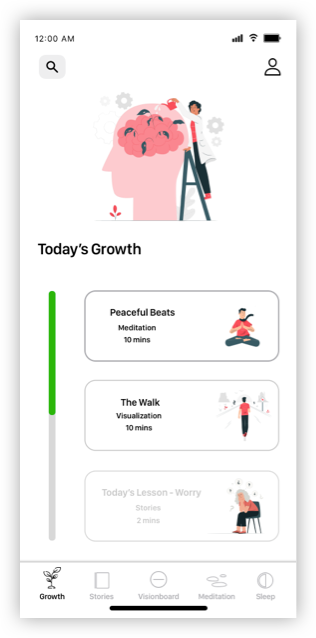 12:00 AM
Today's Growth
Peaceful Beats
Meditation
10 mins
The Walk
Visualization
10 mins
Today's Lesson - Worry
Stories
2 mins
Growth Stories Visionboard Meditation Sleep